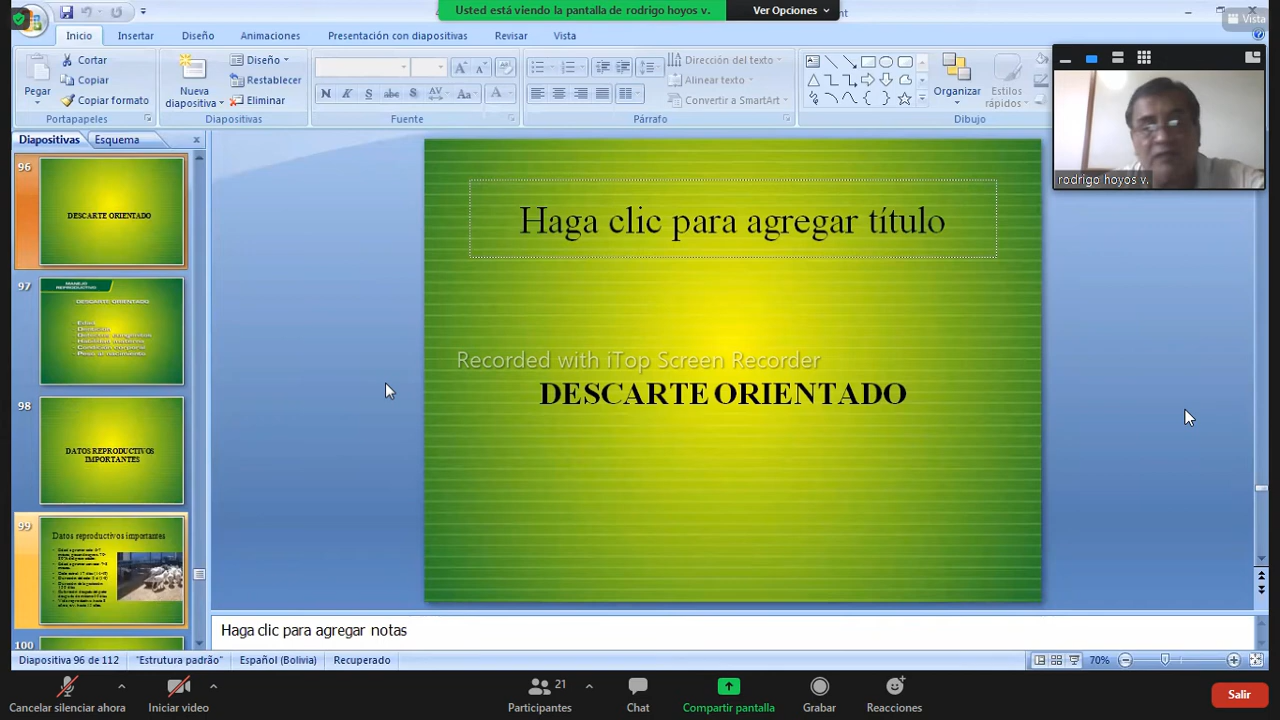 Usted está viendo la pantalla de rodrigo hoyos v.
Ver Opciones
Vista
Inicio
Insertar
Diseño
Animaciones
Presentación con diapositivas
Revisar
Vista
Pegar
Cortar
Copiar
Copiar formato
Portapapeles
Nueva
diapositiva
Diseño
Restablecer
Eliminar
Diapositivas
Fuente
Dirección del texto
Alinear texto
Convertir a SmartArt
Párrafo
Organizar
Estilos
rápidos
Dibujo
rodrigo hoyos v.
Diapositivas
Esquema
96
DESCARTE ORIENTADO
97
MANEJO
REPRODUCTIVO
DESCARTE ORIENTADO
98
DATOS REPRODUCTIVOS
IMPORTANTES
99
Datos reproductivos importantes
100
Haga clic para agregar título
Recorded with iTop Screen Recorder
DESCARTE ORIENTADO
Haga clic para agregar notas
Diapositiva 96 de 112
"Estructura padrão"
Español (Bolivia)
Recuperado
70%
Cancelar silenciar ahora
Iniciar video
21
Participantes
Chat
Compartir pantalla
Grabar
Reacciones
Salir